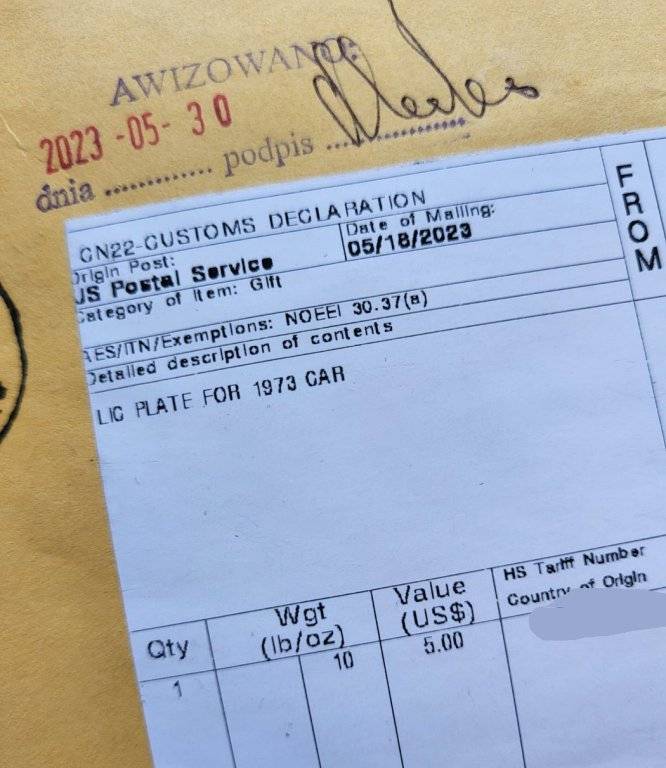 AWIZOWANO:
2023 -05- 30
dnia ............. podpis ..................
CN22-CUSTOMS DECLARATION
Origin Post:
US Postal Service
Date of Mailing:
05/18/2023
Category of Item: Gift
AES/ITN/Exemptions: NOEEI 30.37(a)
Detailed description of contents
LIC PLATE FOR 1973 CAR
FROM
Qty
Wgt
(lb/oz)
Value
(US$)
HS Tariff Number
Country of Origin
1
10
5.00